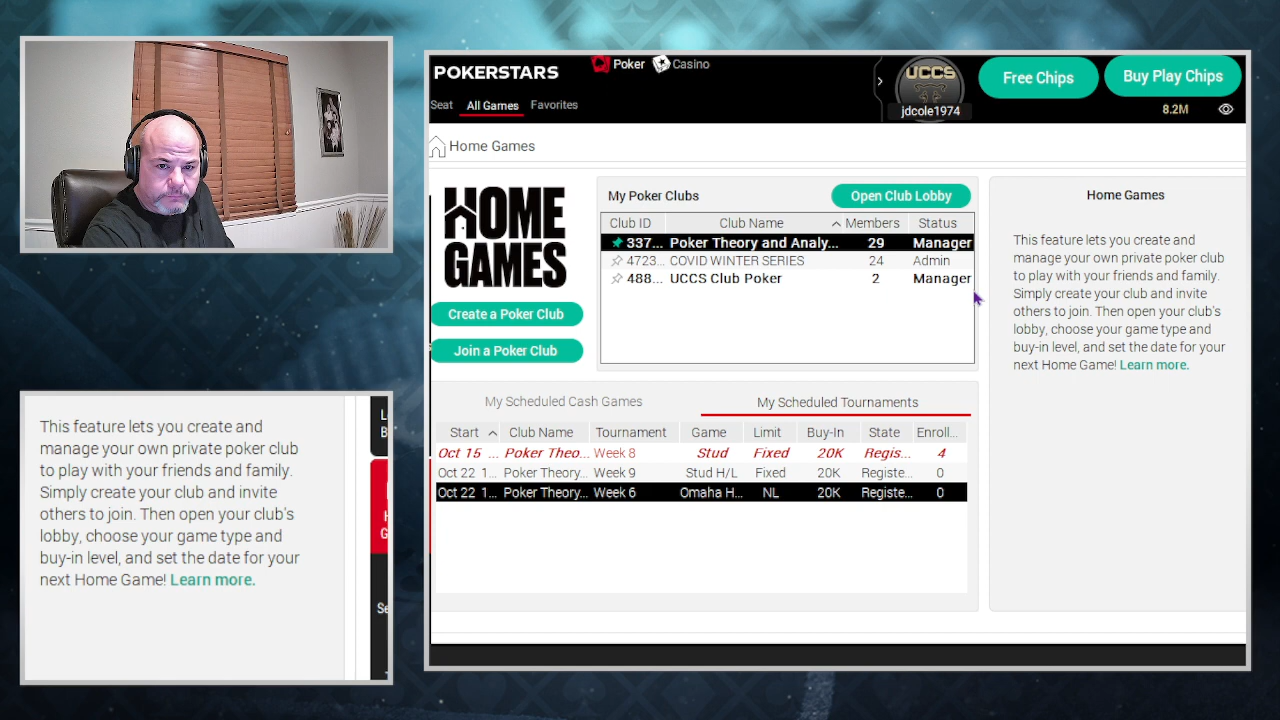 POKERSTARS
Poker
Casino
Seat
All Games
Favorites
UCCS
jdcole1974
Free Chips
Buy Play Chips
8.2M
Home Games
HOME
GAMES
Create a Poker Club
Join a Poker Club
My Poker Clubs
Open Club Lobby
Club ID Club Name Members Status
337... Poker Theory and Analy... 29 Manager
4723... COVID WINTER SERIES 24 Admin
488... UCCS Club Poker 2 Manager
Home Games
This feature lets you create and
manage your own private poker club
to play with your friends and family.
Simply create your club and invite
others to join. Then open your club's
lobby, choose your game type and
buy-in level, and set the date for your
next Home Game! Learn more.
My Scheduled Cash Games
My Scheduled Tournaments
Start Club Name Tournament Game Limit Buy-In State Enroll...
Oct 15 ... Poker Theo... Week 8 Stud Fixed 20K Regis... 4
Oct 22 1... Poker Theory... Week 9 Stud H/L Fixed 20K Registe... 0
Oct 22 1... Poker Theory... Week 6 Omaha H... NL 20K Registe... 0
This feature lets you create and
manage your own private poker club
to play with your friends and family.
Simply create your club and invite
others to join. Then open your club's
lobby, choose your game type and
buy-in level, and set the date for your
next Home Game! Learn more.